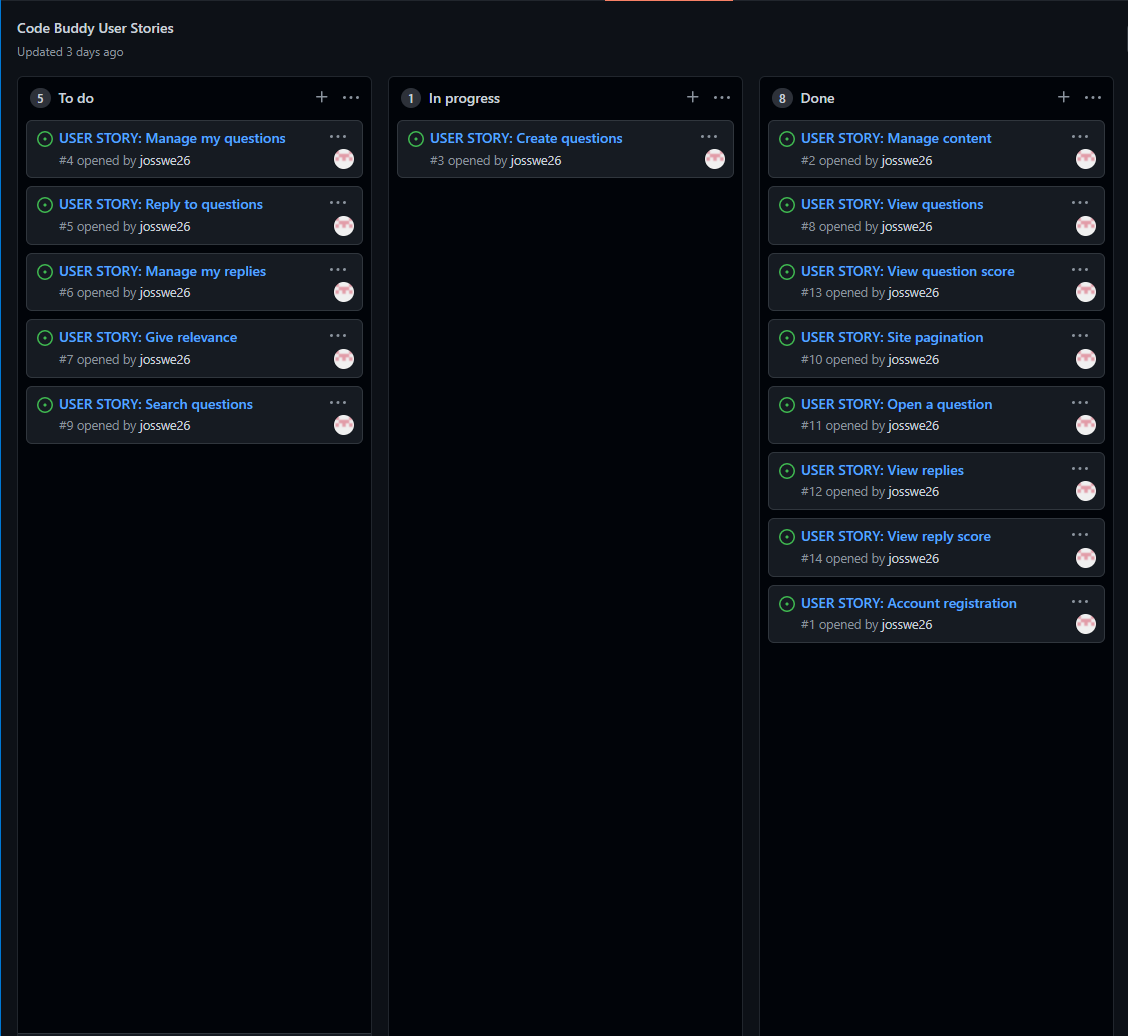 Code Buddy User Stories
Updated 3 days ago
5 To do
USER STORY: Manage my questions
#4 opened by josswe26
USER STORY: Reply to questions
#5 opened by josswe26
USER STORY: Manage my replies
#6 opened by josswe26
USER STORY: Give relevance
#7 opened by josswe26
USER STORY: Search questions
#9 opened by josswe26
1 In progress
USER STORY: Create questions
#3 opened by josswe26
8 Done
USER STORY: Manage content
#2 opened by josswe26
USER STORY: View questions
#8 opened by josswe26
USER STORY: View question score
#13 opened by josswe26
USER STORY: Site pagination
#10 opened by josswe26
USER STORY: Open a question
#11 opened by josswe26
USER STORY: View replies
#12 opened by josswe26
USER STORY: View reply score
#14 opened by josswe26
USER STORY: Account registration
#1 opened by josswe26